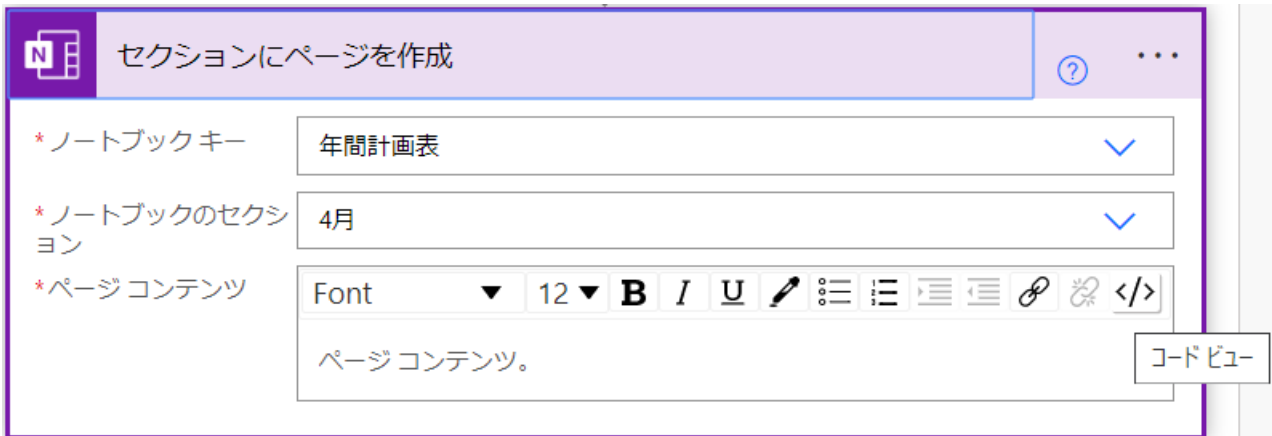 N
セクションにページを作成
?
*ノートブック キー
年間計画表
*ノートブックのセクシ
ョン
4月
*ページ コンテンツ
Font 12 B I U </>
ページ コンテンツ。
コード ビュー